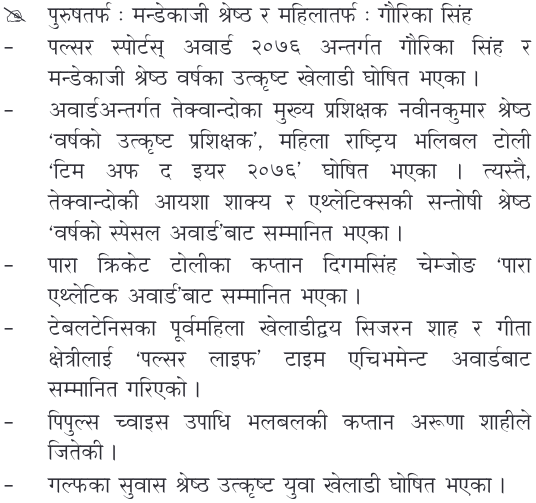 पुरुषतर्फ : मन्डेकाजी श्रेष्ठ र महिलातर्फ : गौरिका सिंह
– पल्सर स्पोर्टस् अवार्ड २०७६ अन्तर्गत गौरिका सिंह र
मन्डेकाजी श्रेष्ठ वर्षका उत्कृष्ट खेलाडी घोषित भएका ।
– अवार्डअन्तर्गत तेक्वान्दोका मुख्य प्रशिक्षक नवीनकुमार श्रेष्ठ
‘वर्षको उत्कृष्ट प्रशिक्षक’, महिला राष्ट्रिय भलिबल टोली
‘टिम अफ द इयर २०७६’ घोषित भएका । त्यस्तै,
तेक्वान्दोकी आयशा शाक्य र एथ्लेटिक्सकी सन्तोषी श्रेष्ठ
‘वर्षको स्पेसल अवार्ड’बाट सम्मानित भएका ।
– पारा क्रिकेट टोलीका कप्तान दिगमसिंह चेम्जोङ ‘पारा
एथ्लेटिक अवार्ड’बाट सम्मानित भएका ।
– टेबलटेनिसका पूर्वमहिला खेलाडीद्वय सिजरन शाह र गीता
क्षेत्रीलाई ‘पल्सर लाइफ’ टाइम एचिभमेन्ट अवार्डबाट
सम्मानित गरिएको ।
– पिपुल्स च्वाइस उपाधि भलबलकी कप्तान अरूणा शाहीले
जितेकी ।
– गल्फका सुवास श्रेष्ठ उत्कृष्ट युवा खेलाडी घोषित भएका ।